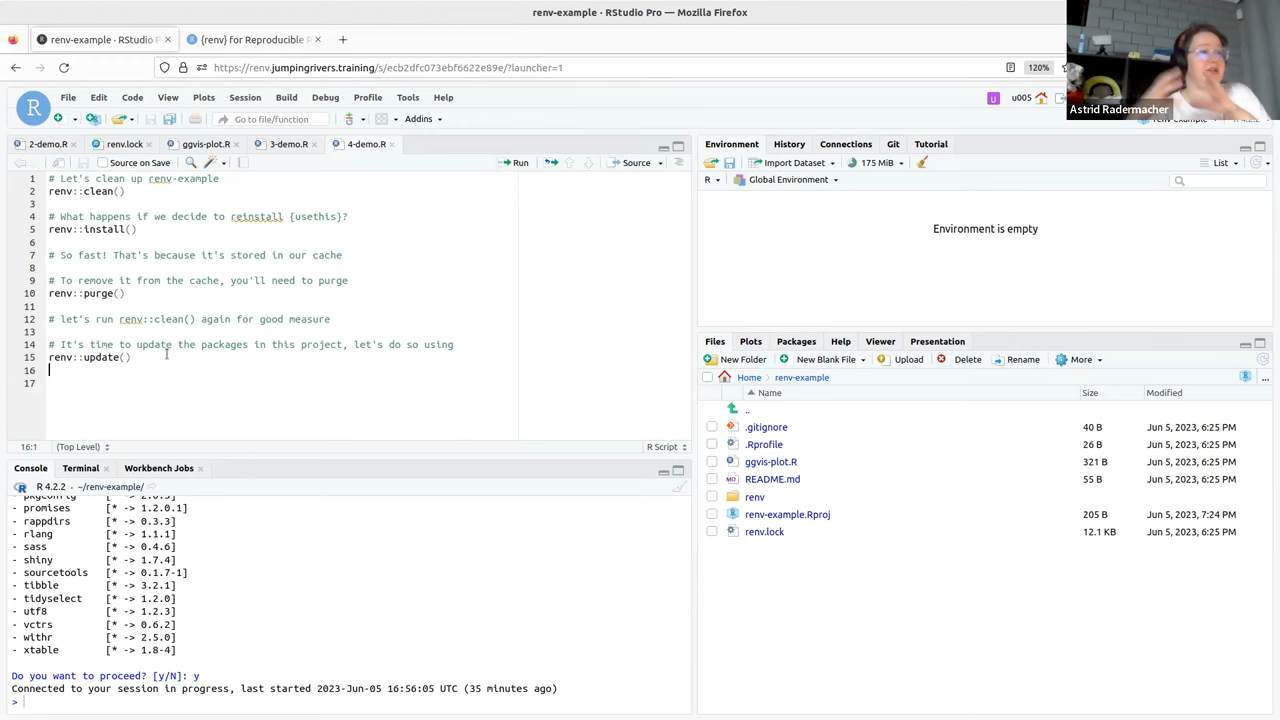 renv-example · RStudio Pro — Mozilla Firefox
renv-example · RStudio P
{renv} for Reproducible
https://renv.jumpingrivers.training/s/ecb2dfc073ebf6622e89e/?launcher=1
120%
Astrid Radermacher
R
File Edit Code View Plots Session Build Debug Profile Tools Help
U u005
Go to file/function
Addins
2-demo.R
renv.lock
ggvis-plot.R
3-demo.R
4-demo.R
Source on Save
Run
Source
1 # Let's clean up renv-example
2 renv::clean()
3
4 # What happens if we decide to reinstall {usethis}?
5 renv::install()
6
7 # So fast! That's because it's stored in our cache
8
9 # To remove it from the cache, you'll need to purge
10 renv::purge()
11
12 # let's run renv::clean() again for good measure
13
14 # It's time to update the packages in this project, let's do so using
15 renv::update()
16
17
16:1 (Top Level) R Script
Console Terminal Workbench Jobs
R 4.2.2 · ~/renv-example/
- promises [* -> 1.2.0.1]
- rappdirs [* -> 0.3.3]
- rlang [* -> 1.1.1]
- sass [* -> 0.4.6]
- shiny [* -> 1.7.4]
- sourcetools [* -> 0.1.7-1]
- tibble [* -> 3.2.1]
- tidyselect [* -> 1.2.0]
- utf8 [* -> 1.2.3]
- vctrs [* -> 0.6.2]
- withr [* -> 2.5.0]
- xtable [* -> 1.8-4]
Do you want to proceed? [y/N]: y
Connected to your session in progress, last started 2023-Jun-05 16:56:05 UTC (35 minutes ago)
>
Environment History Connections Git Tutorial
Import Dataset 175 MiB List
R Global Environment
Environment is empty
Files Plots Packages Help Viewer Presentation
New Folder New Blank File Upload Delete Rename More
Home renv-example ...
Name Size Modified
..
.gitignore 40 B Jun 5, 2023, 6:25 PM
.Rprofile 26 B Jun 5, 2023, 6:25 PM
ggvis-plot.R 321 B Jun 5, 2023, 6:25 PM
README.md 55 B Jun 5, 2023, 6:25 PM
renv
renv-example.Rproj 205 B Jun 5, 2023, 7:24 PM
renv.lock 12.1 KB Jun 5, 2023, 6:25 PM